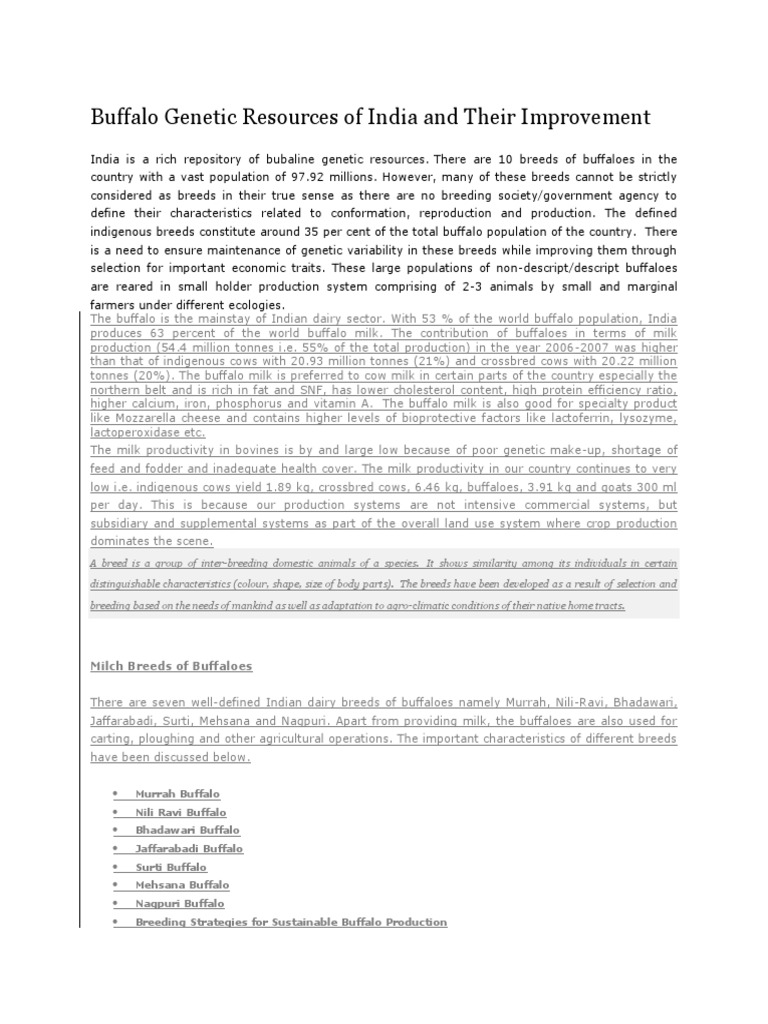 Buffalo Genetic Resources of India and Their Improvement
India is a rich repository of bubaline genetic resources. There are 10 breeds of buffaloes in the
country with a vast population of 97.92 millions. However, many of these breeds cannot be strictly
considered as breeds in their true sense as there are no breeding society/government agency to
define their characteristics related to conformation, reproduction and production. The defined
indigenous breeds constitute around 35 per cent of the total buffalo population of the country. There
is a need to ensure maintenance of genetic variability in these breeds while improving them through
selection for important economic traits. These large populations of non-descript/descript buffaloes
are reared in small holder production system comprising of 2-3 animals by small and marginal
farmers under different ecologies.
The buffalo is the mainstay of Indian dairy sector. With 53 % of the world buffalo population, India
produces 63 percent of the world buffalo milk. The contribution of buffaloes in terms of milk
production (54.4 million tonnes i.e. 55% of the total production) in the year 2006-2007 was higher
than that of indigenous cows with 20.93 million tonnes (21%) and crossbred cows with 20.22 million
tonnes (20%). The buffalo milk is preferred to cow milk in certain parts of the country especially the
northern belt and is rich in fat and SNF, has lower cholesterol content, high protein efficiency ratio,
higher calcium, iron, phosphorus and vitamin A. The buffalo milk is also good for specialty product
like Mozzarella cheese and contains higher levels of bioprotective factors like lactoferrin, lysozyme,
lactoperoxidase etc.
The milk productivity in bovines is by and large low because of poor genetic make-up, shortage of
feed and fodder and inadequate health cover. The milk productivity in our country continues to very
low i.e. indigenous cows yield 1.89 kg, crossbred cows, 6.46 kg, buffaloes, 3.91 kg and goats 300 ml
per day. This is because our production systems are not intensive commercial systems, but
subsidiary and supplemental systems as part of the overall land use system where crop production
dominates the scene.
A breed is a group of inter-breeding domestic animals of a species. It shows similarity among its individuals in certain
distinguishable characteristics (colour, shape, size of body parts). The breeds have been developed as a result of selection and
breeding based on the needs of mankind as well as adaptation to agro-climatic conditions of their native home tracts.
Milch Breeds of Buffaloes
There are seven well-defined Indian dairy breeds of buffaloes namely Murrah, Nili-Ravi, Bhadawari,
Jaffarabadi, Surti, Mehsana and Nagpuri. Apart from providing milk, the buffaloes are also used for
carting, ploughing and other agricultural operations. The important characteristics of different breeds
have been discussed below.
• Murrah Buffalo
• Nili Ravi Buffalo
• Bhadawari Buffalo
• Jaffarabadi Buffalo
• Surti Buffalo
• Mehsana Buffalo
• Nagpuri Buffalo
• Breeding Strategies for Sustainable Buffalo Production